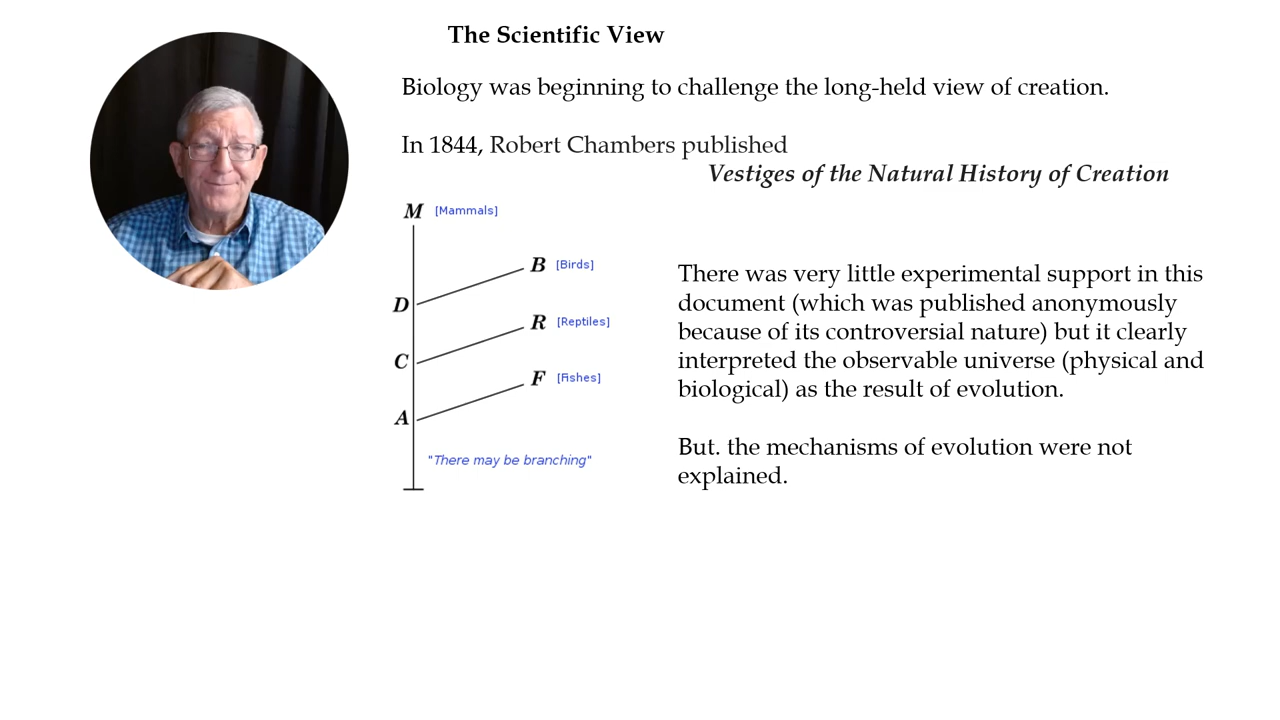 The Scientific View
Biology was beginning to challenge the long-held view of creation.
In 1844, Robert Chambers published
Vestiges of the Natural History of Creation
M [Mammals]
B [Birds]
D
R [Reptiles]
C
F [Fishes]
A
"There may be branching"
There was very little experimental support in this
document (which was published anonymously
because of its controversial nature) but it clearly
interpreted the observable universe (physical and
biological) as the result of evolution.
But. the mechanisms of evolution were not
explained.